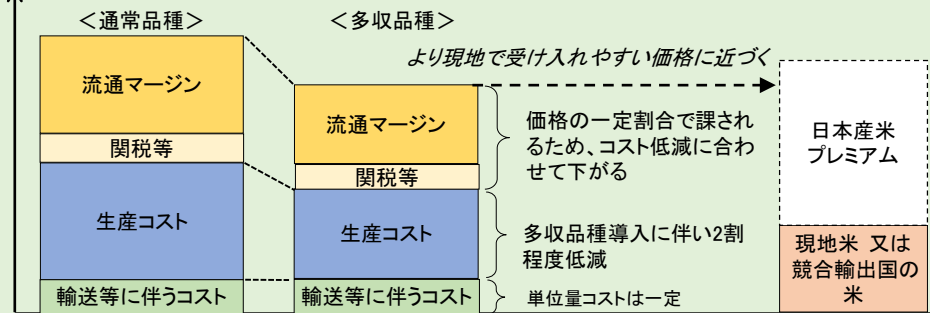 ＜通常品種＞
＜多収品種＞
より現地で受け入れやすい価格に近づく
流通マージン
関税等
生産コスト
輸送等に伴うコスト
流通マージン
関税等
生産コスト
輸送等に伴うコスト
価格の一定割合で課され
るため、コスト低減に合わ
せて下がる
多収品種導入に伴い2割
程度低減
単位量コストは一定
日本産米
プレミアム
現地米 又は
競合輸出国の
米